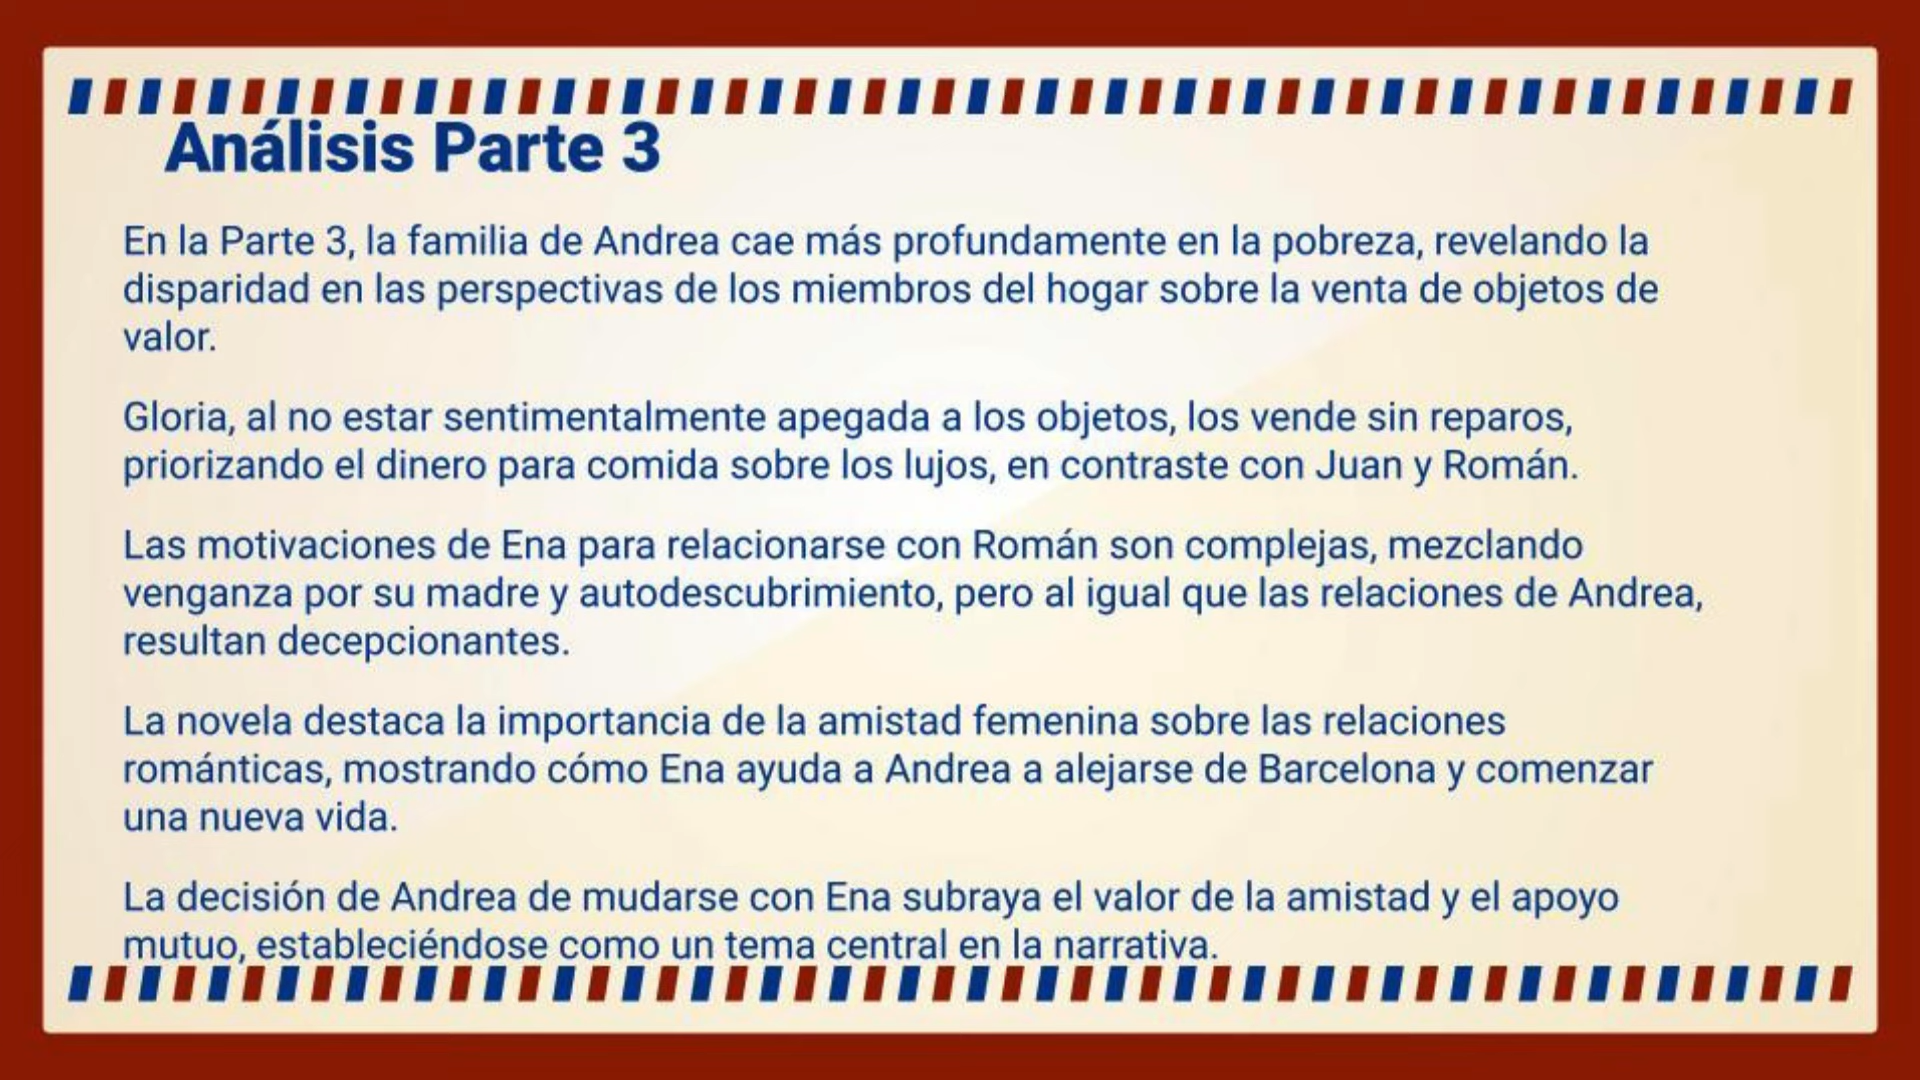 Análisis Parte 3
En la Parte 3, la familia de Andrea cae más profundamente en la pobreza, revelando la
disparidad en las perspectivas de los miembros del hogar sobre la venta de objetos de
valor.
Gloria, al no estar sentimentalmente apegada a los objetos, los vende sin reparos,
priorizando el dinero para comida sobre los lujos, en contraste con Juan y Román.
Las motivaciones de Ena para relacionarse con Román son complejas, mezclando
venganza por su madre y autodescubrimiento, pero al igual que las relaciones de Andrea,
resultan decepcionantes.
La novela destaca la importancia de la amistad femenina sobre las relaciones
románticas, mostrando cómo Ena ayuda a Andrea a alejarse de Barcelona y comenzar
una nueva vida.
La decisión de Andrea de mudarse con Ena subraya el valor de la amistad y el apoyo
mutuo, estableciéndose como un tema central en la narrativa.